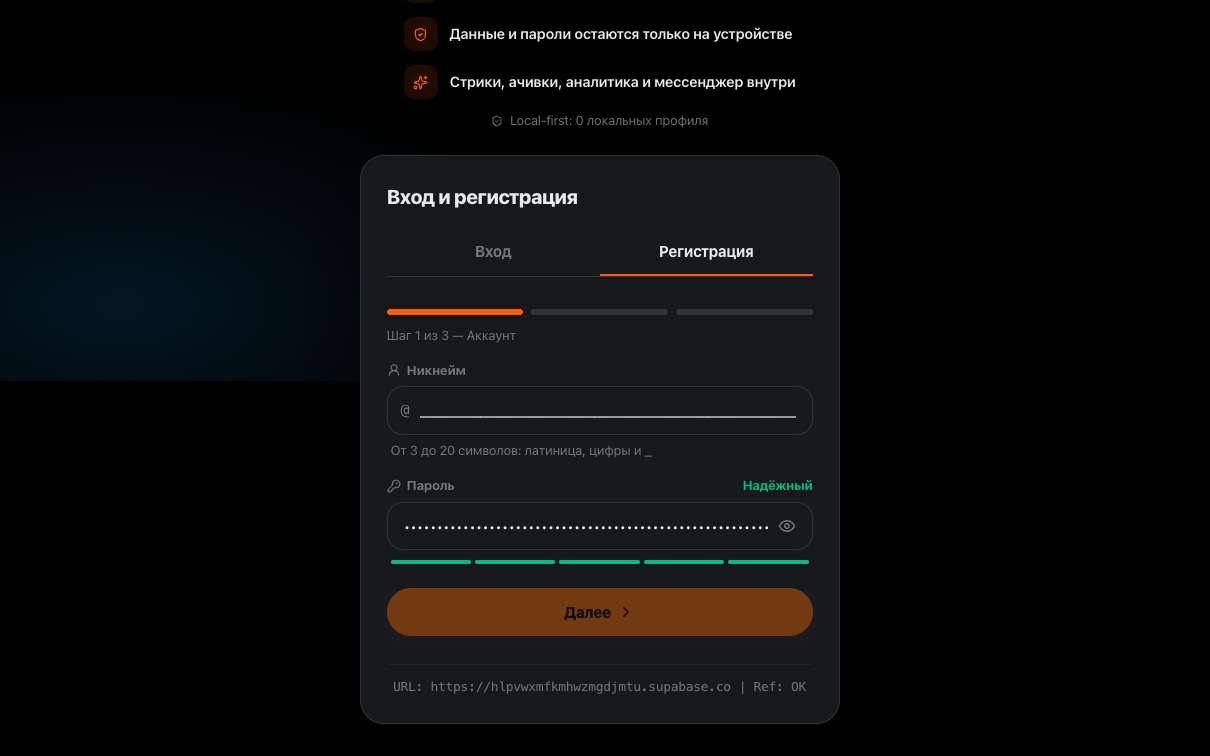 Данные и пароли остаются только на устройстве
Стрики, ачивки, аналитика и мессенджер внутри
Local-first: 0 локальных профиля
Вход и регистрация
Вход
Регистрация
Шаг 1 из 3 — Аккаунт
Никнейм
@ ______________________________________________
От 3 до 20 символов: латиница, цифры и _
Пароль
Надёжный
••••••••••••••••••••••••••••••••••••••••••••••••••••••••
Далее
URL: https://hlpvwxmfkmhwzmgdjmtu.supabase.co | Ref: OK